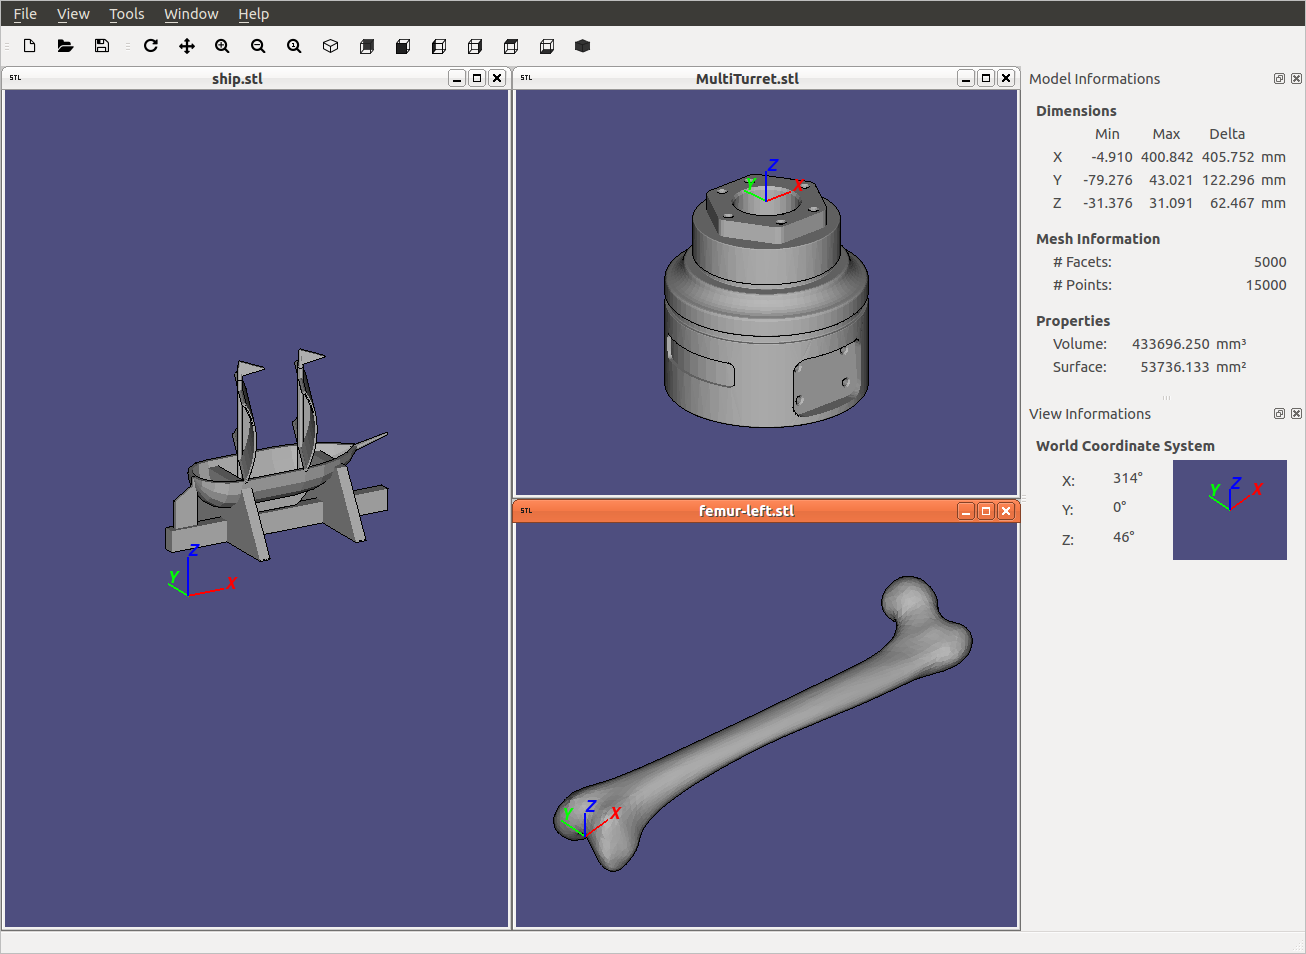 File View Tools Window Help
STL ship.stl
Z
Y X
STL MultiTurret.stl
Z
Y X
STL femur-left.stl
Z
Y X
Model Informations
Dimensions
Min Max Delta
X -4.910 400.842 405.752 mm
Y -79.276 43.021 122.296 mm
Z -31.376 31.091 62.467 mm
Mesh Information
# Facets: 5000
# Points: 15000
Properties
Volume: 433696.250 mm³
Surface: 53736.133 mm²
View Informations
World Coordinate System
X: 314°
Y: 0°
Z: 46°
Z
Y X